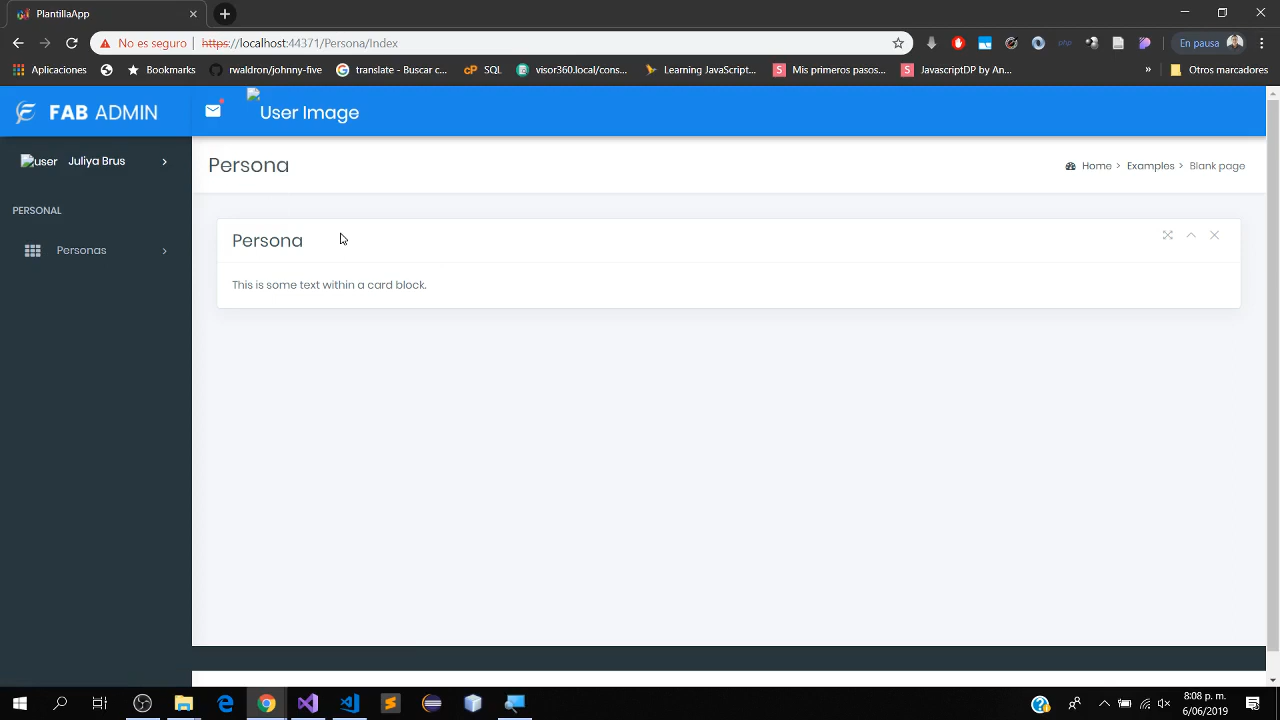 PlantillaApp
No es seguro | https://localhost:44371/Persona/Index
En pausa
Aplicaciones
Bookmarks
rwaldron/johnny-five
translate - Buscar c...
cP SQL
visor360.local/cons...
Learning JavaScript...
S Mis primeros pasos...
S JavascriptDP by An...
»
Otros marcadores
FAB ADMIN
User Image
user Juliya Brus
Persona
Home > Examples > Blank page
PERSONAL
Personas
Persona
This is some text within a card block.
8:08 p. m.
6/06/2019